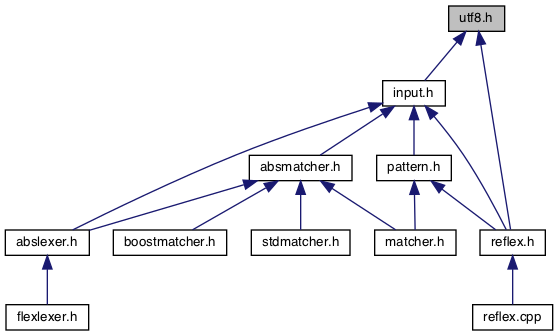 utf8.h
input.h
absmatcher.h
pattern.h
abslexer.h
boostmatcher.h
stdmatcher.h
matcher.h
reflex.h
flexlexer.h
reflex.cpp